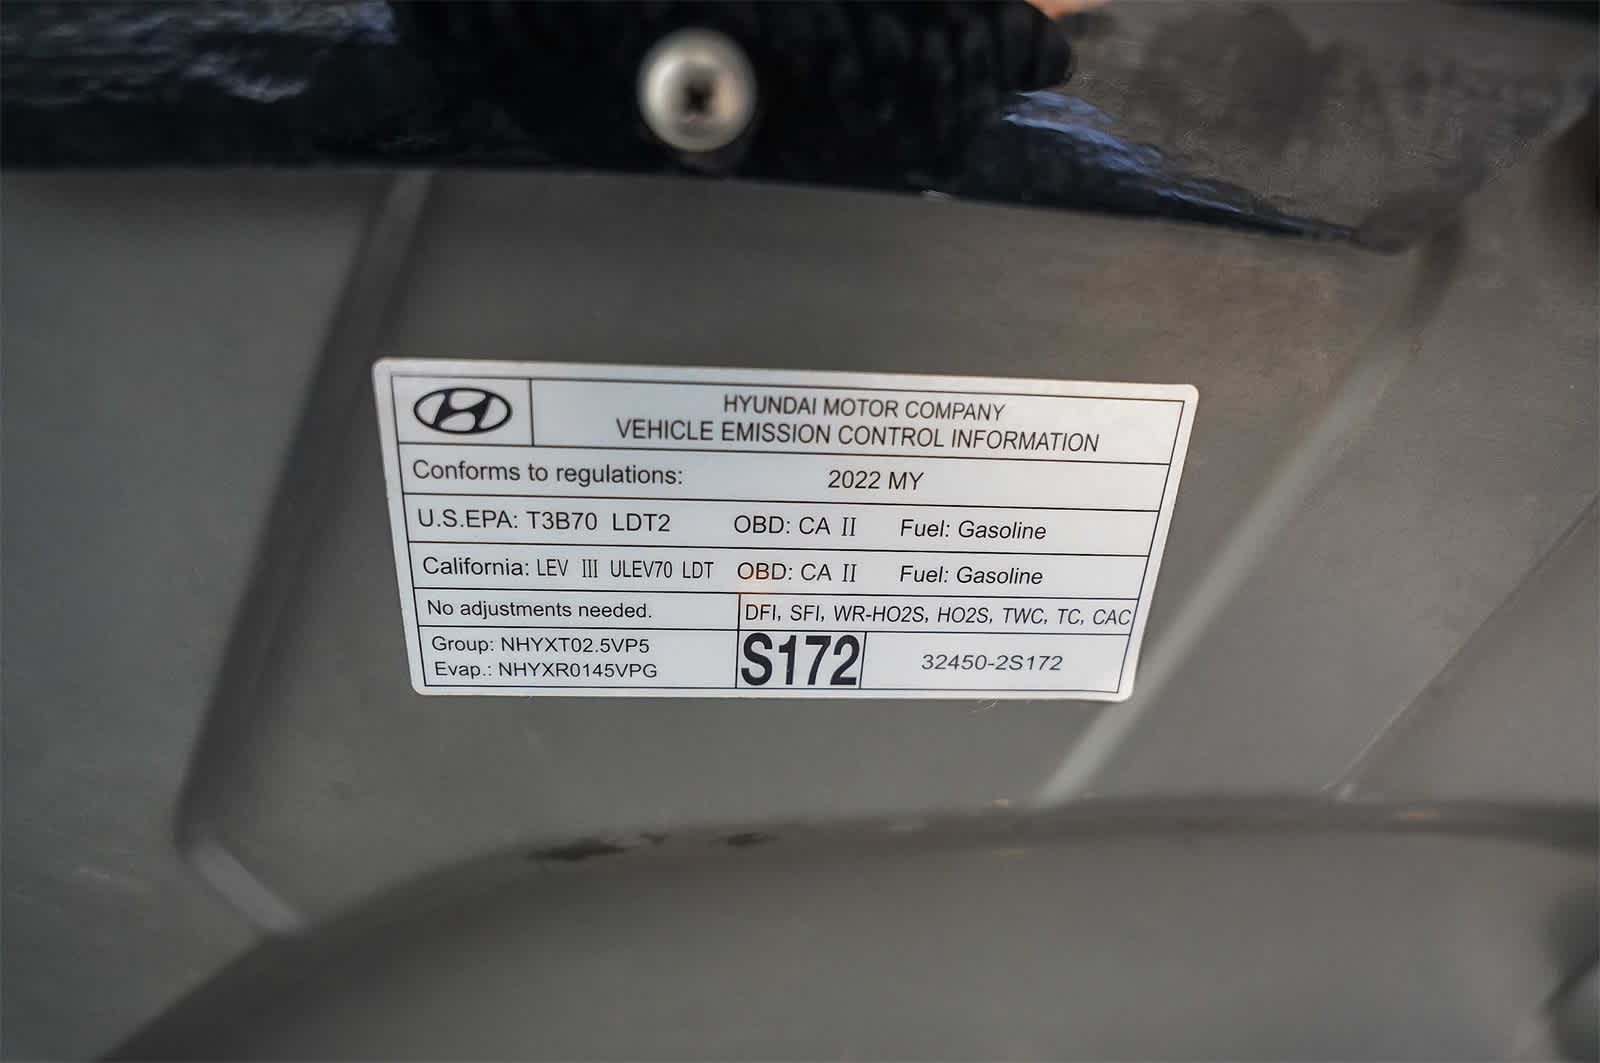 HYUNDAI MOTOR COMPANY
VEHICLE EMISSION CONTROL INFORMATION
Conforms to regulations: 2022 MY
U.S.EPA: T3B70 LDT2 OBD: CA II Fuel: Gasoline
California: LEV III ULEV70 LDT OBD: CA II Fuel: Gasoline
No adjustments needed. DFI, SFI, WR-HO2S, HO2S, TWC, TC, CAC
Group: NHYXT02.5VP5
Evap.: NHYXR0145VPG
S172
32450-2S172